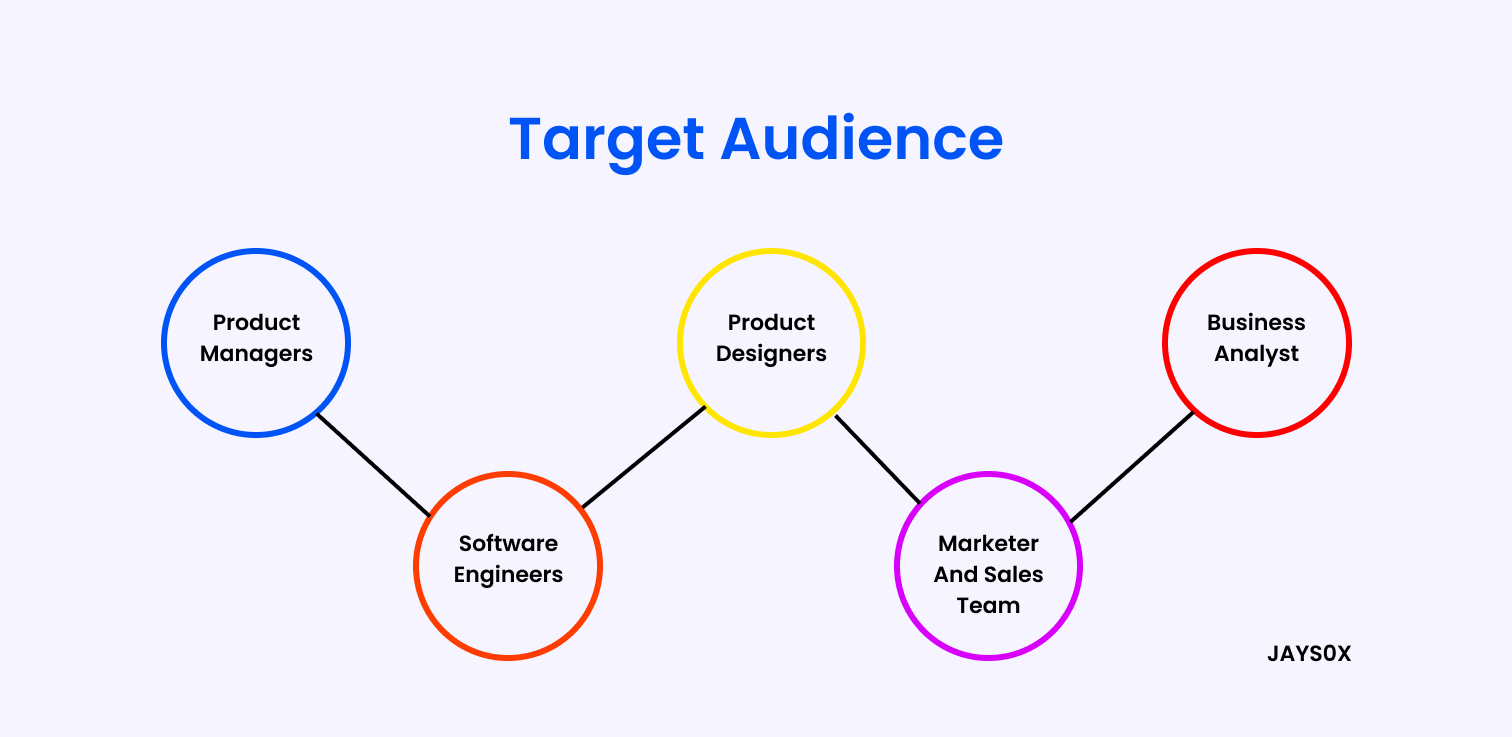 Target Audience
Product
Managers
Product
Designers
Business
Analyst
Software
Engineers
Marketer
And Sales
Team
JAYS0X